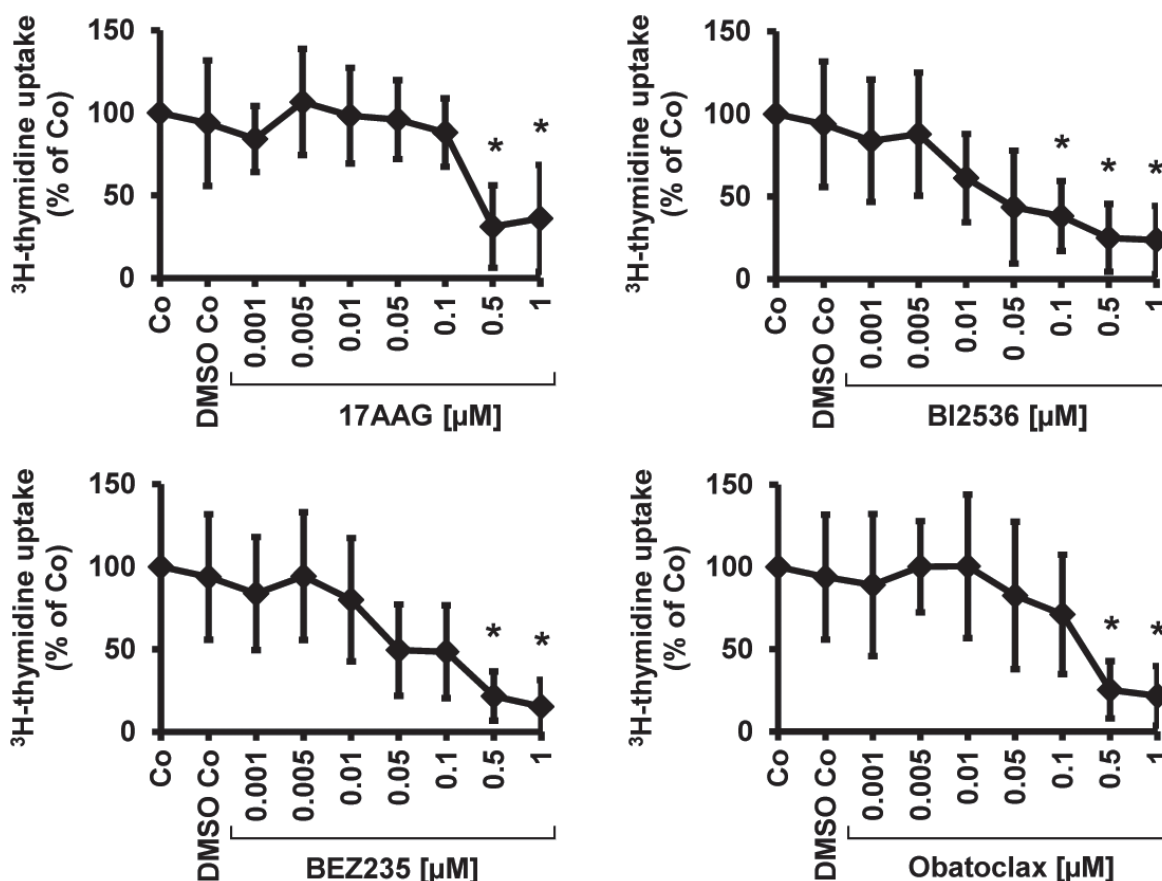 ³H-thymidine uptake
(% of Co)
150
100
50
0
*
*
Co
DMSO Co
0.001
0.005
0.01
0.05
0.1
0.5
1
17AAG [µM]
³H-thymidine uptake
(% of Co)
150
100
50
0
*
*
*
Co
DMSO Co
0.001
0.005
0.01
0 .05
0.1
0.5
1
BI2536 [µM]
³H-thymidine uptake
(% of Co)
150
100
50
0
*
*
Co
DMSO Co
0.001
0.005
0.01
0.05
0.1
0.5
1
BEZ235 [µM]
³H-thymidine uptake
(% of Co)
150
100
50
0
*
*
Co
DMSO Co
0.001
0.005
0.01
0.05
0.1
0.5
1
Obatoclax [µM]